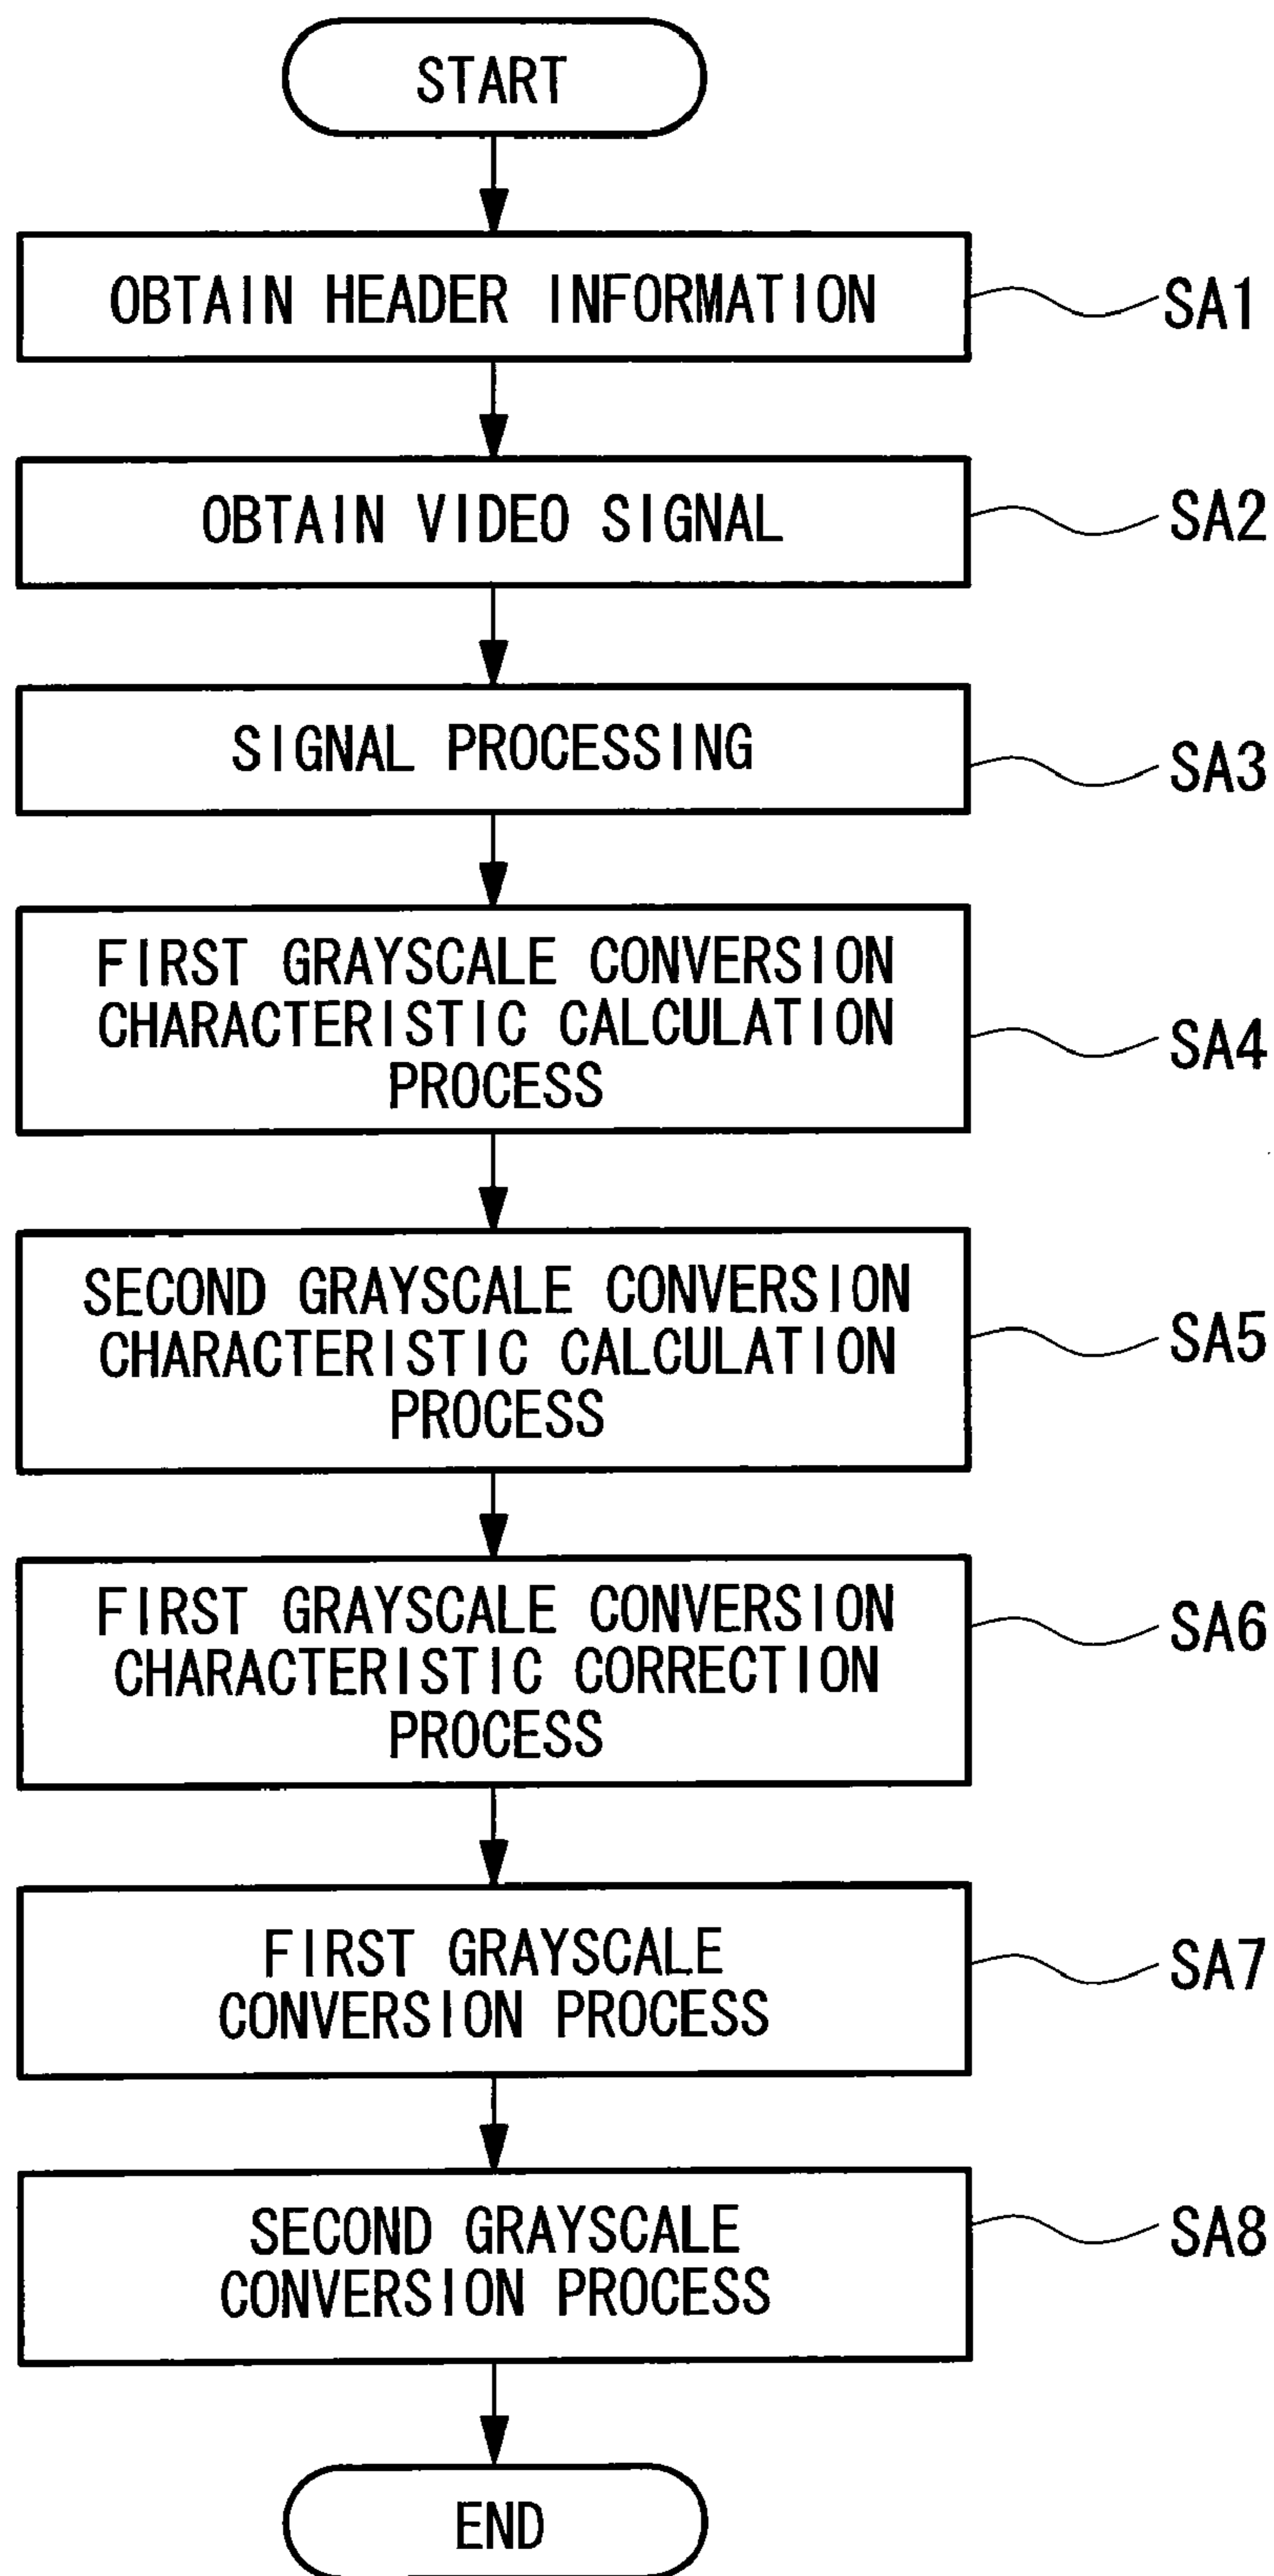 START
OBTAIN HEADER INFORMATION
SA1
OBTAIN VIDEO SIGNAL
SA2
SIGNAL PROCESSING
SA3
FIRST GRAYSCALE CONVERSION
CHARACTERISTIC CALCULATION
PROCESS
SA4
SECOND GRAYSCALE CONVERSION
CHARACTERISTIC CALCULATION
PROCESS
SA5
FIRST GRAYSCALE CONVERSION
CHARACTERISTIC CORRECTION
PROCESS
SA6
FIRST GRAYSCALE
CONVERSION PROCESS
SA7
SECOND GRAYSCALE
CONVERSION PROCESS
SA8
END